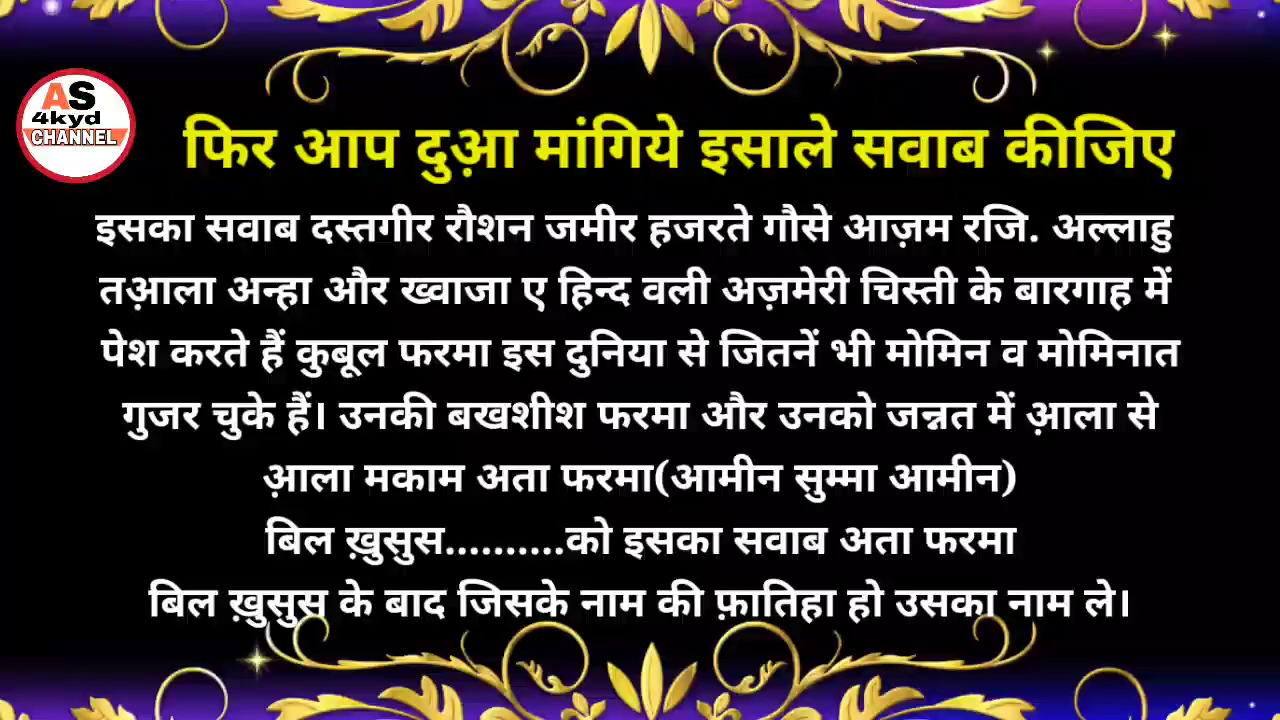 AS
4kyd
CHANNEL
फिर आप दुआ़ मांगिये इसाले सवाब कीजिए
इसका सवाब दस्तगीर रौशन जमीर हजरते गौसे आज़म रजि. अल्लाहु
तआ़ला अन्हा और ख्वाजा ए हिन्द वली अज़मेरी चिस्ती के बारगाह में
पेश करते हैं कुबूल फरमा इस दुनिया से जितनें भी मोमिन व मोमिनात
गुजर चुके हैं। उनकी बखशीश फरमा और उनको जन्नत में आ़ला से
आ़ला मकाम अता फरमा(आमीन सुम्मा आमीन)
बिल ख़ुसुस..........को इसका सवाब अता फरमा
बिल ख़ुसुस के बाद जिसके नाम की फ़ातिहा हो उसका नाम ले।